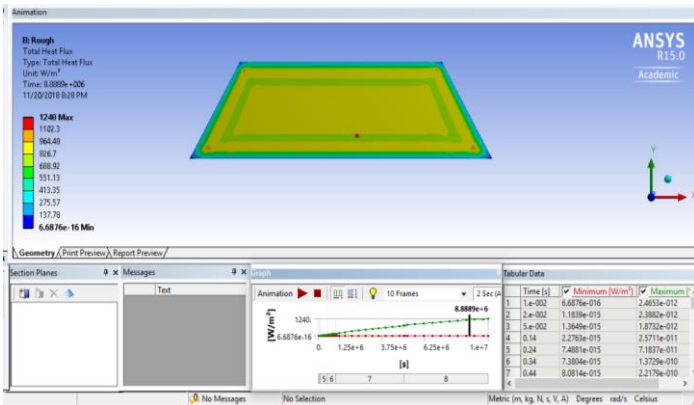 Animation
B: Rough
Total Heat Flux
Type: Total Heat Flux
Unit: W/m²
Time: 8.8889e+006
11/20/2018 8:28 PM
1240 Max
1102.3
964.48
826.7
688.92
551.13
413.35
275.57
137.78
6.6876e-16 Min
ANSYS
R15.0
Academic
Y
X
Geometry Print Preview Report Preview
Section Planes
Messages
Text
Graph
Animation 10 Frames 2 Sec (A
8.8889e+6
1240.
6.6876e-16
[W/m²]
0. 1.25e+6 3.75e+6 6.25e+6 1.e+7
[s]
5 6 7 8
Tabular Data
Time [s] Minimum [W/m²] Maximum [
1 1.e-002 6.6876e-016 2.4653e-012
2 2.e-002 1.1839e-015 2.3882e-012
3 5.e-002 1.3649e-015 1.8732e-012
4 0.14 2.2763e-015 2.5711e-011
5 0.24 7.4881e-015 7.1837e-011
6 0.34 7.3804e-015 1.3729e-010
7 0.44 8.0814e-015 2.2179e-010
No Messages
No Selection
Metric (m, kg, N, s, V, A) Degrees rad/s Celsius